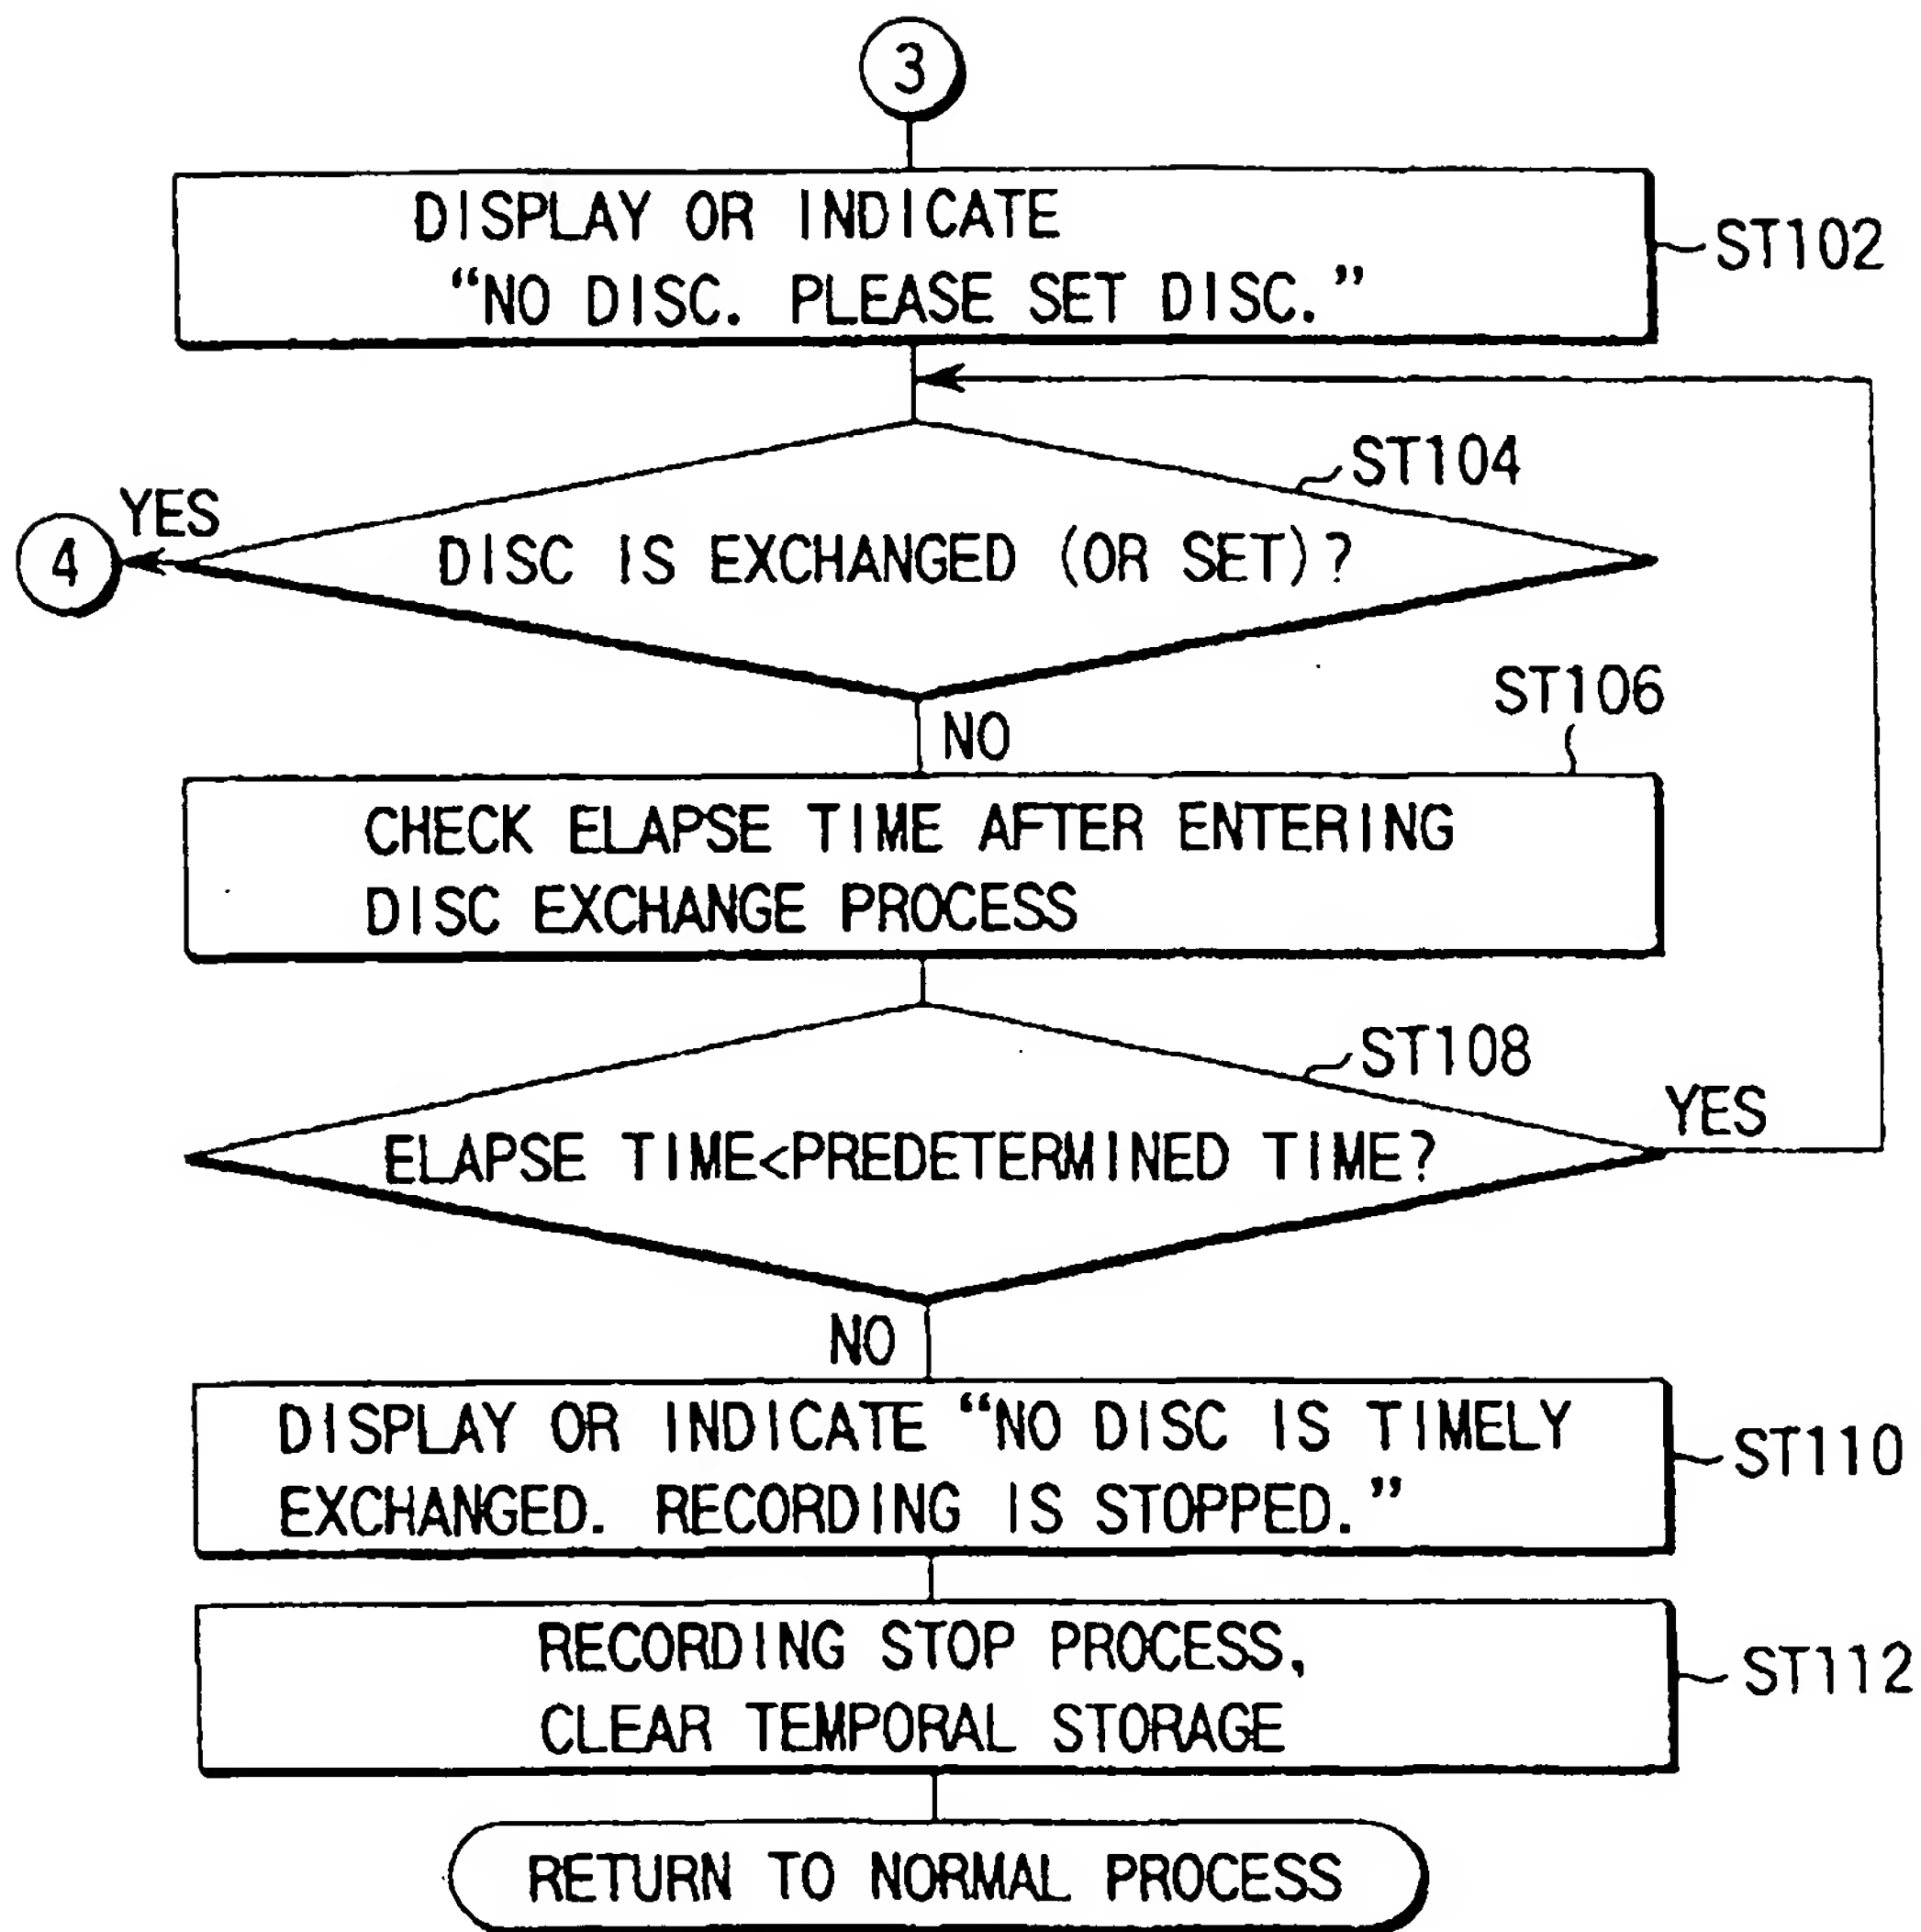 3
DISPLAY OR INDICATE
“NO DISC. PLEASE SET DISC.”
ST102
ST104
YES
4
DISC IS EXCHANGED (OR SET)?
ST106
NO
CHECK ELAPSE TIME AFTER ENTERING
DISC EXCHANGE PROCESS
ST108
YES
ELAPSE TIME<PREDETERMINED TIME?
NO
DISPLAY OR INDICATE “NO DISC IS TIMELY
EXCHANGED. RECORDING IS STOPPED.”
ST110
RECORDING STOP PROCESS,
CLEAR TEMPORAL STORAGE
ST112
RETURN TO NORMAL PROCESS